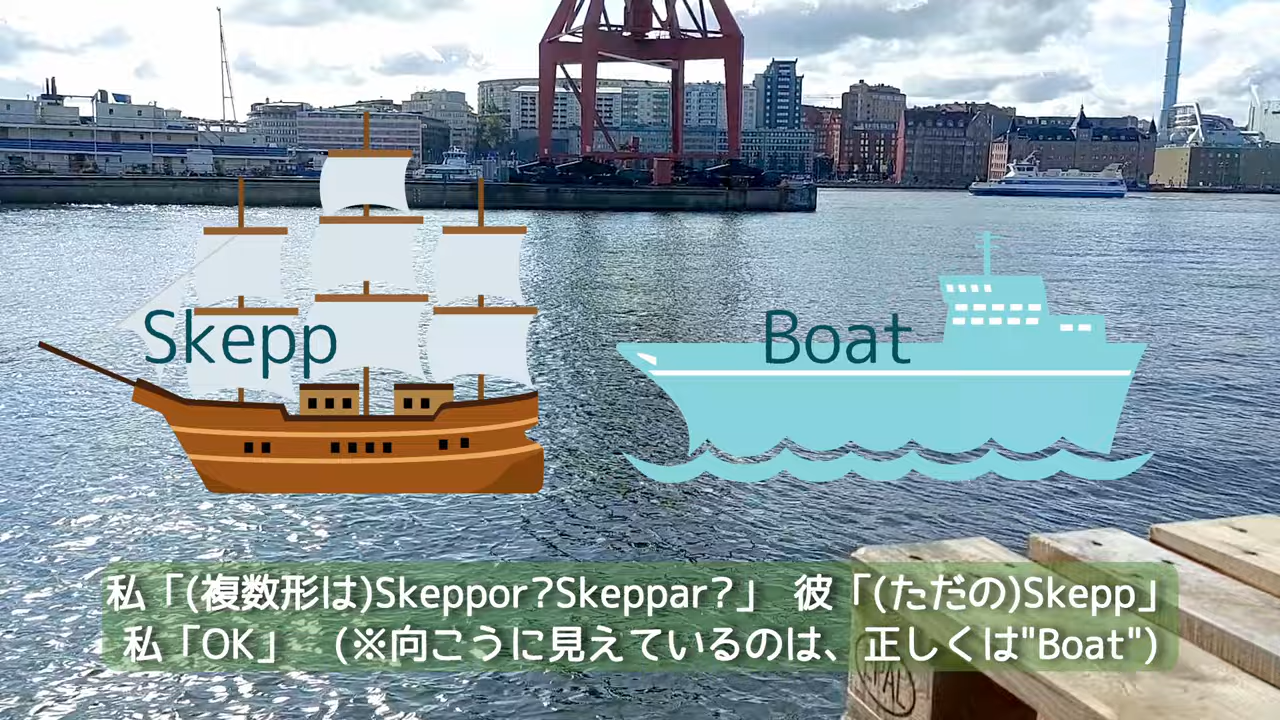 Skepp
Boat
私「(複数形は)Skeppor?Skeppar?」 彼「(ただの)Skepp」
私「OK」 (※向こうに見えているのは、正しくは"Boat")